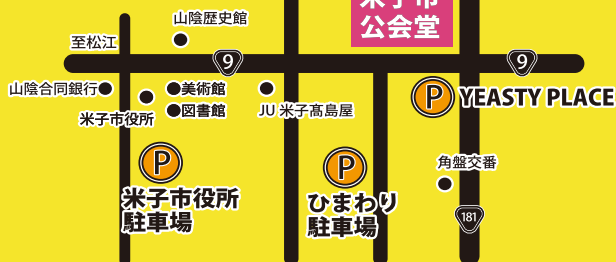 米子市
公会堂
山陰歴史館
至松江
9
9
山陰合同銀行
美術館
図書館
米子市役所
JU 米子髙島屋
P
YEASTY PLACE
P
米子市役所
駐車場
P
ひまわり
駐車場
角盤交番
181